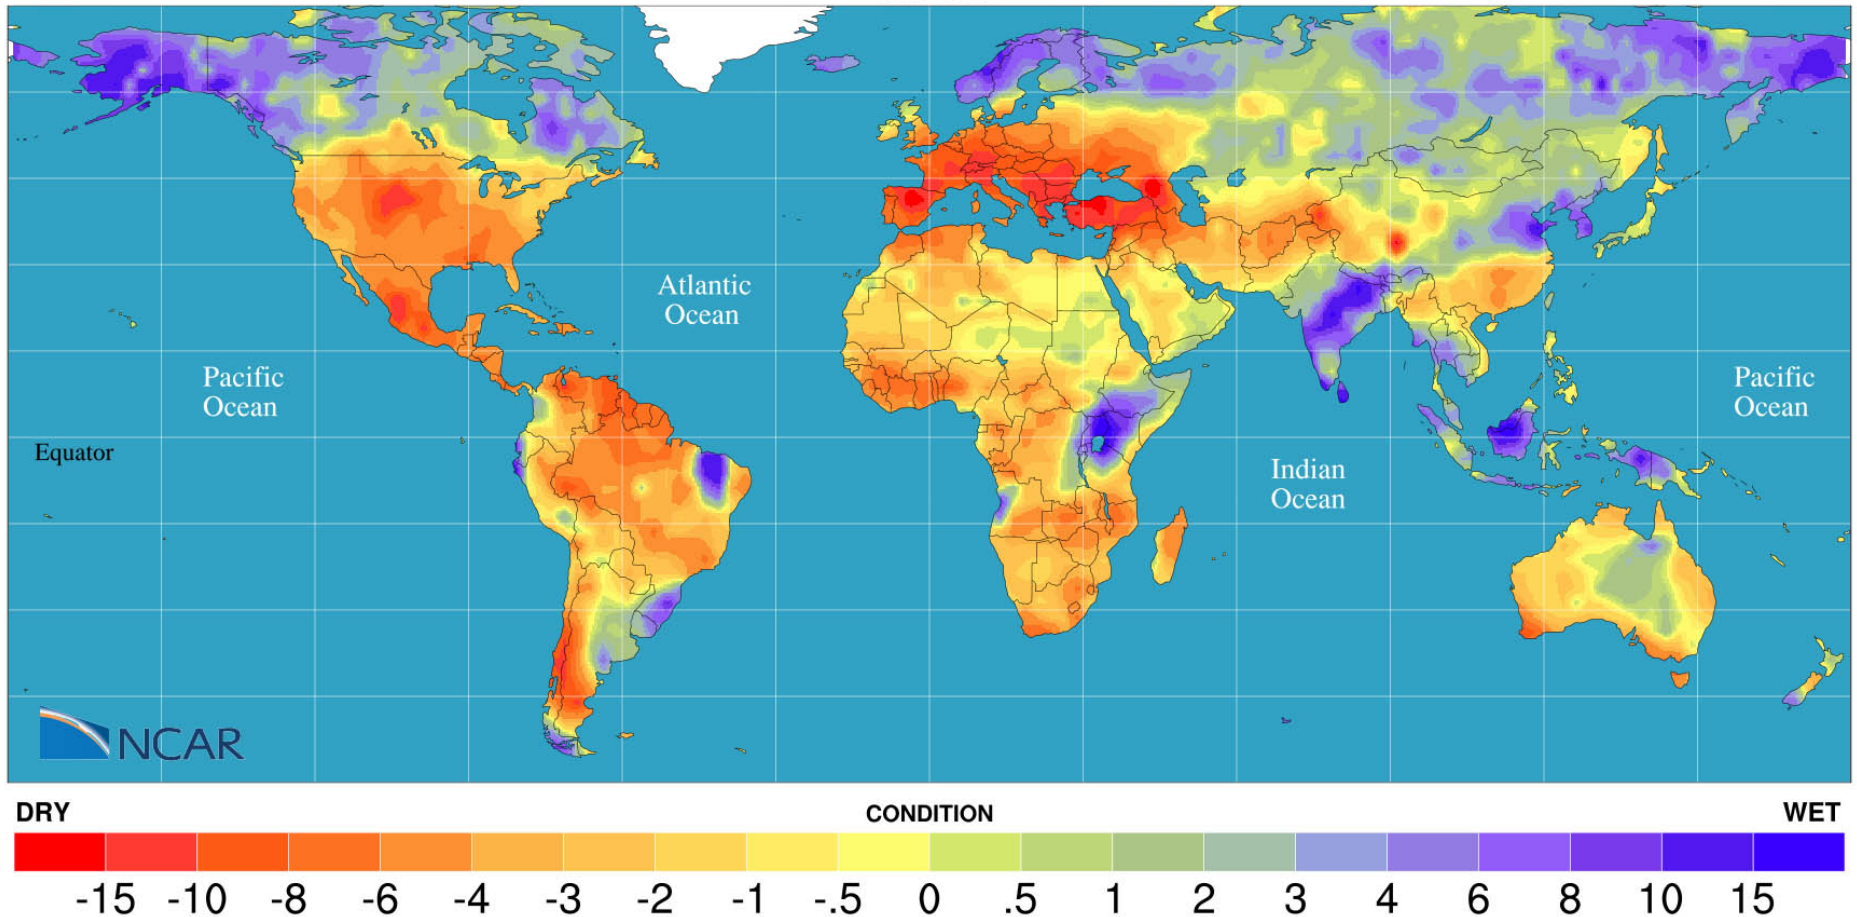 Atlantic
Ocean
Pacific
Ocean
Pacific
Ocean
Equator
Indian
Ocean
NCAR
DRY CONDITION WET
-15 -10 -8 -6 -4 -3 -2 -1 -.5 0 .5 1 2 3 4 6 8 10 15